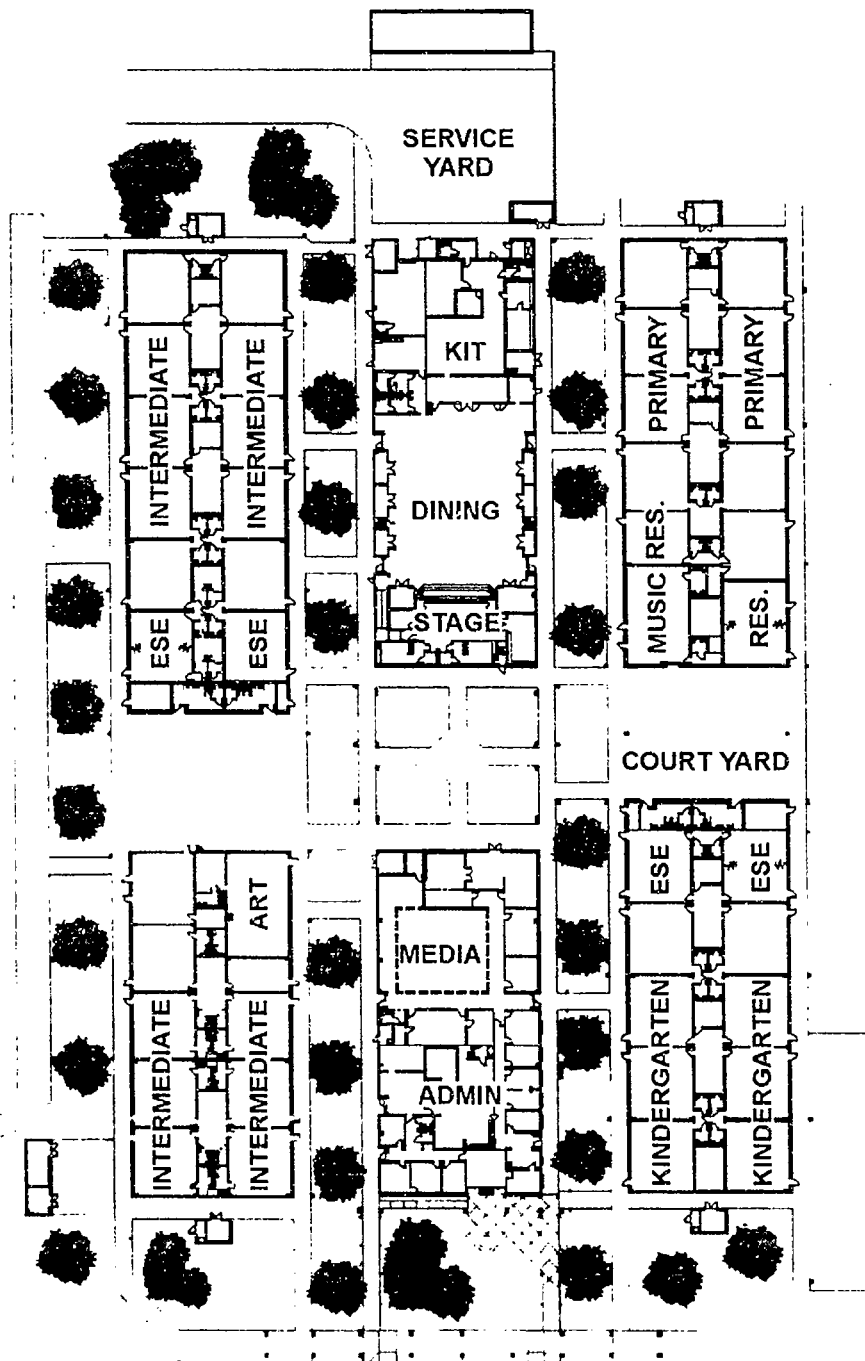 SERVICE
YARD
KIT
DINING
STAGE
INTERMEDIATE
INTERMEDIATE
ESE
ESE
PRIMARY
PRIMARY
RES.
MUSIC
RES.
COURT YARD
ART
MEDIA
ADMIN
INTERMEDIATE
INTERMEDIATE
ESE
ESE
KINDERGARTEN
KINDERGARTEN